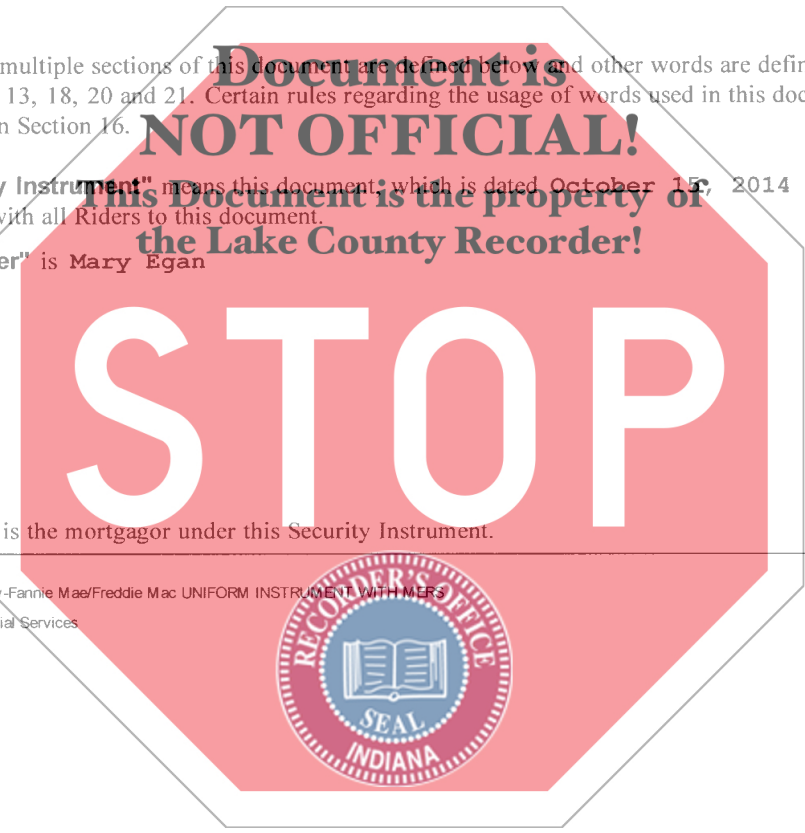 Document is
multiple sections of this document are defined below and other words are defin
13, 18, 20 and 21. Certain rules regarding the usage of words used in this doc
n Section 16.
NOT OFFICIAL!
y Instrument" means this document, which is dated October 15, 2014
This Document is the property of
with all Riders to this document.
the Lake County Recorder!
er" is Mary Egan
STOP
is the mortgagor under this Security Instrument.
-Fannie Mae/Freddie Mac UNIFORM INSTRUMENT WITH MERS
ial Services
RECORDER'S OFFICE
SEAL
INDIANA